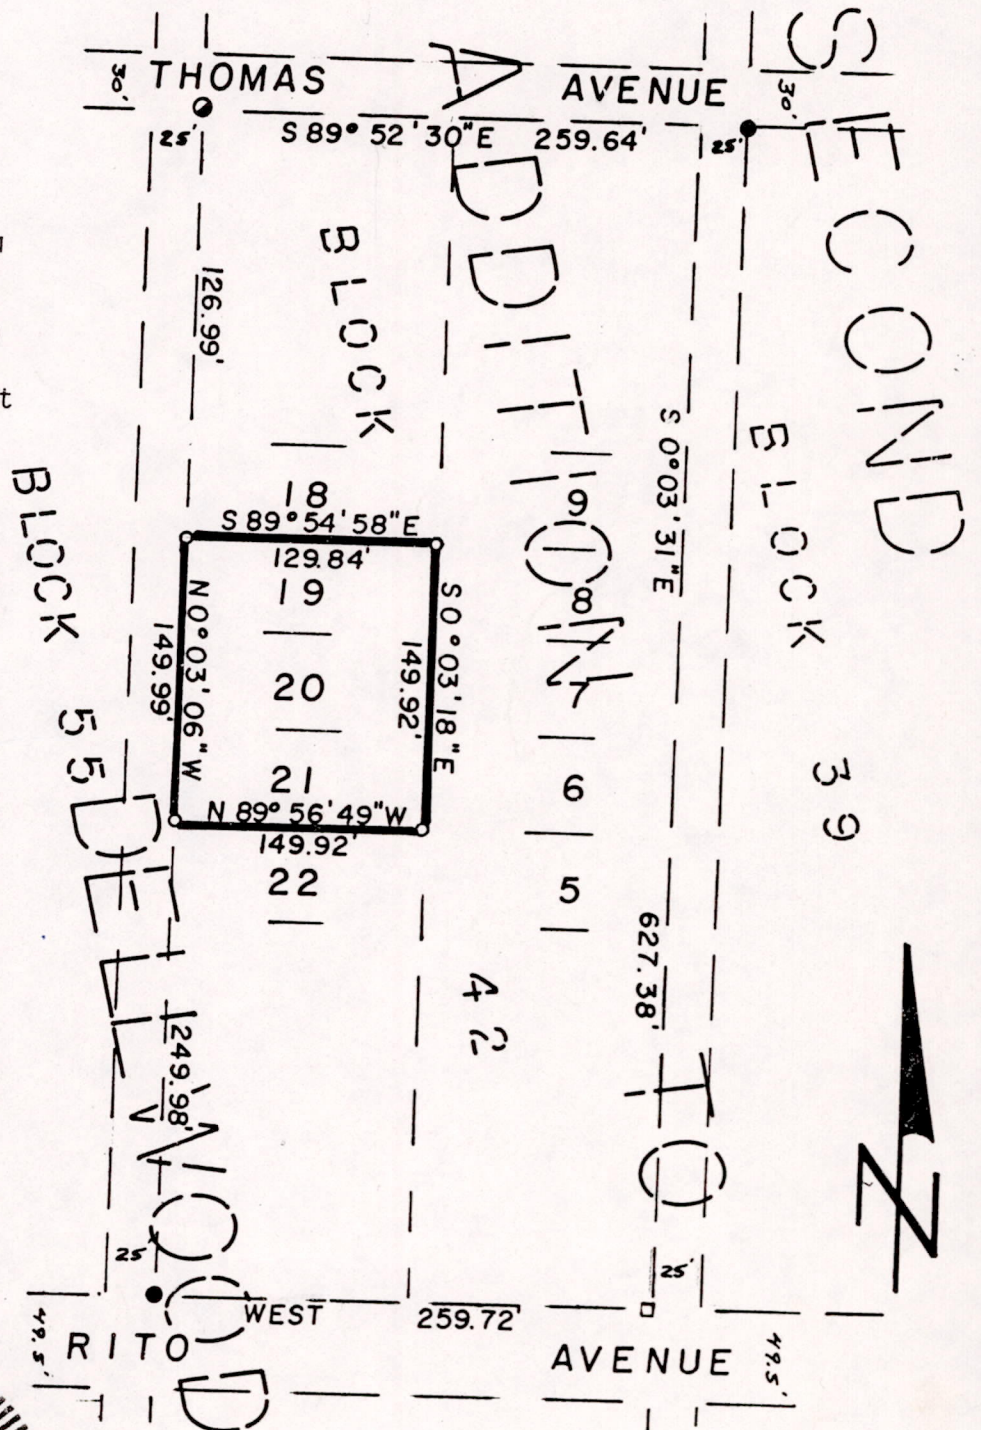 SECOND
ADDITION TO
DELLWOOD
THOMAS AVENUE
30'
30'
25'
25'
S 89° 52' 30" E 259.64'
126.99'
BLOCK 42
BLOCK 39
BLOCK 55
t
S 0° 03' 31" E
627.38'
18
S 89° 54' 58" E
129.84'
19
N 0° 03' 06" W
149.99'
S 0° 03' 18" E
149.92'
20
21
N 89° 56' 49" W
149.92'
22
9
8
7
6
5
249.98'
N
25'
25'
WEST 259.72'
49.5'
RITO AVENUE
49.5'